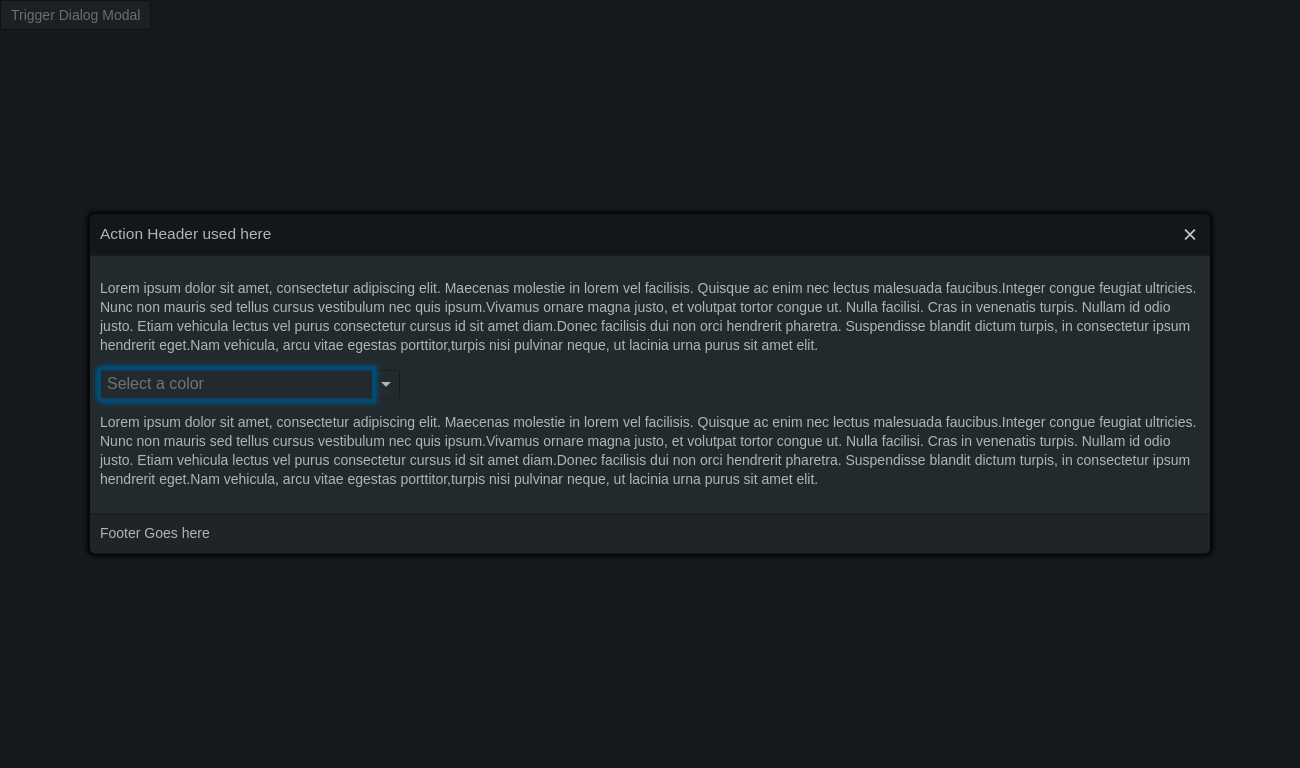 Trigger Dialog Modal
Action Header used here
Lorem ipsum dolor sit amet, consectetur adipiscing elit. Maecenas molestie in lorem vel facilisis. Quisque ac enim nec lectus malesuada faucibus.Integer congue feugiat ultricies.
Nunc non mauris sed tellus cursus vestibulum nec quis ipsum.Vivamus ornare magna justo, et volutpat tortor congue ut. Nulla facilisi. Cras in venenatis turpis. Nullam id odio
justo. Etiam vehicula lectus vel purus consectetur cursus id sit amet diam.Donec facilisis dui non orci hendrerit pharetra. Suspendisse blandit dictum turpis, in consectetur ipsum
hendrerit eget.Nam vehicula, arcu vitae egestas porttitor,turpis nisi pulvinar neque, ut lacinia urna purus sit amet elit.
Select a color
Lorem ipsum dolor sit amet, consectetur adipiscing elit. Maecenas molestie in lorem vel facilisis. Quisque ac enim nec lectus malesuada faucibus.Integer congue feugiat ultricies.
Nunc non mauris sed tellus cursus vestibulum nec quis ipsum.Vivamus ornare magna justo, et volutpat tortor congue ut. Nulla facilisi. Cras in venenatis turpis. Nullam id odio
justo. Etiam vehicula lectus vel purus consectetur cursus id sit amet diam.Donec facilisis dui non orci hendrerit pharetra. Suspendisse blandit dictum turpis, in consectetur ipsum
hendrerit eget.Nam vehicula, arcu vitae egestas porttitor,turpis nisi pulvinar neque, ut lacinia urna purus sit amet elit.
Footer Goes here